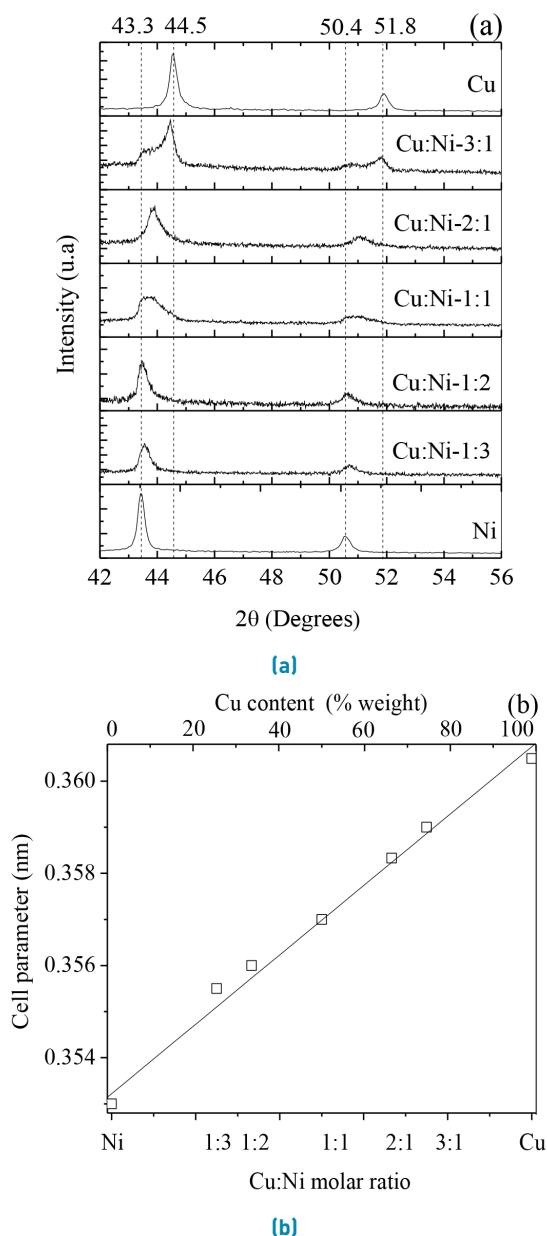 43.3 44.5 50.4 51.8 (a)
Cu
Cu:Ni-3:1
Cu:Ni-2:1
Cu:Ni-1:1
Cu:Ni-1:2
Cu:Ni-1:3
Ni
Intensity (u.a)
42 44 46 48 50 52 54 56
2θ (Degrees)
(a)
Cu content (% weight) (b)
0 20 40 60 80 100
0.360
0.358
0.356
0.354
Cell parameter (nm)
Ni 1:3 1:2 1:1 2:1 3:1 Cu
Cu:Ni molar ratio
(b)